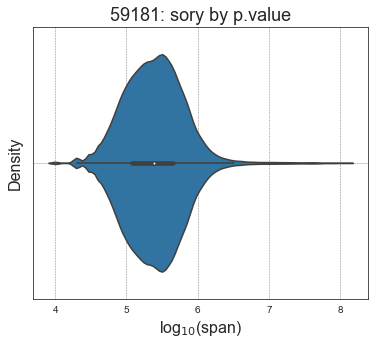 59181: sory by p.value
Density
4 5 6 7 8
log₁₀(span)